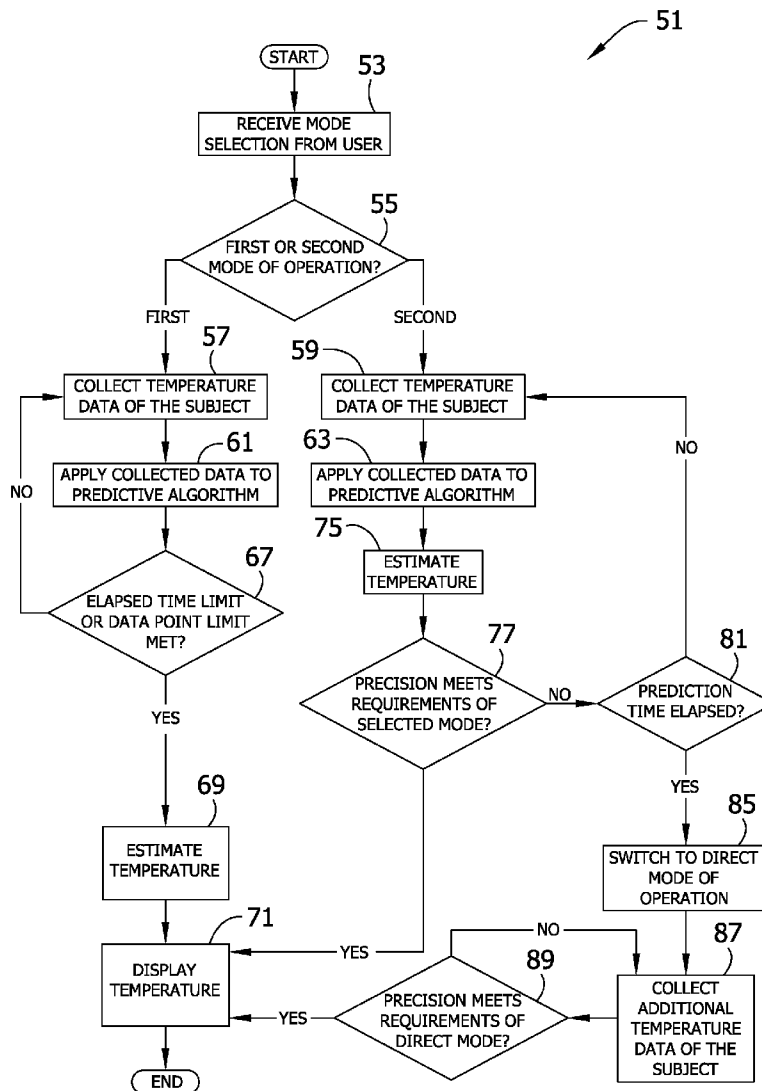 51
START
53
RECEIVE MODE
SELECTION FROM USER
55
FIRST OR SECOND
MODE OF OPERATION?
FIRST
SECOND
57
COLLECT TEMPERATURE
DATA OF THE SUBJECT
59
COLLECT TEMPERATURE
DATA OF THE SUBJECT
61
APPLY COLLECTED DATA TO
PREDICTIVE ALGORITHM
63
APPLY COLLECTED DATA TO
PREDICTIVE ALGORITHM
NO
NO
75
ESTIMATE
TEMPERATURE
67
ELAPSED TIME LIMIT
OR DATA POINT LIMIT
MET?
77
PRECISION MEETS
REQUIREMENTS OF
SELECTED MODE?
NO
81
PREDICTION
TIME ELAPSED?
YES
YES
69
ESTIMATE
TEMPERATURE
85
SWITCH TO DIRECT
MODE OF
OPERATION
71
DISPLAY
TEMPERATURE
YES
NO
89
PRECISION MEETS
REQUIREMENTS OF
DIRECT MODE?
YES
87
COLLECT
ADDITIONAL
TEMPERATURE
DATA OF THE
SUBJECT
END